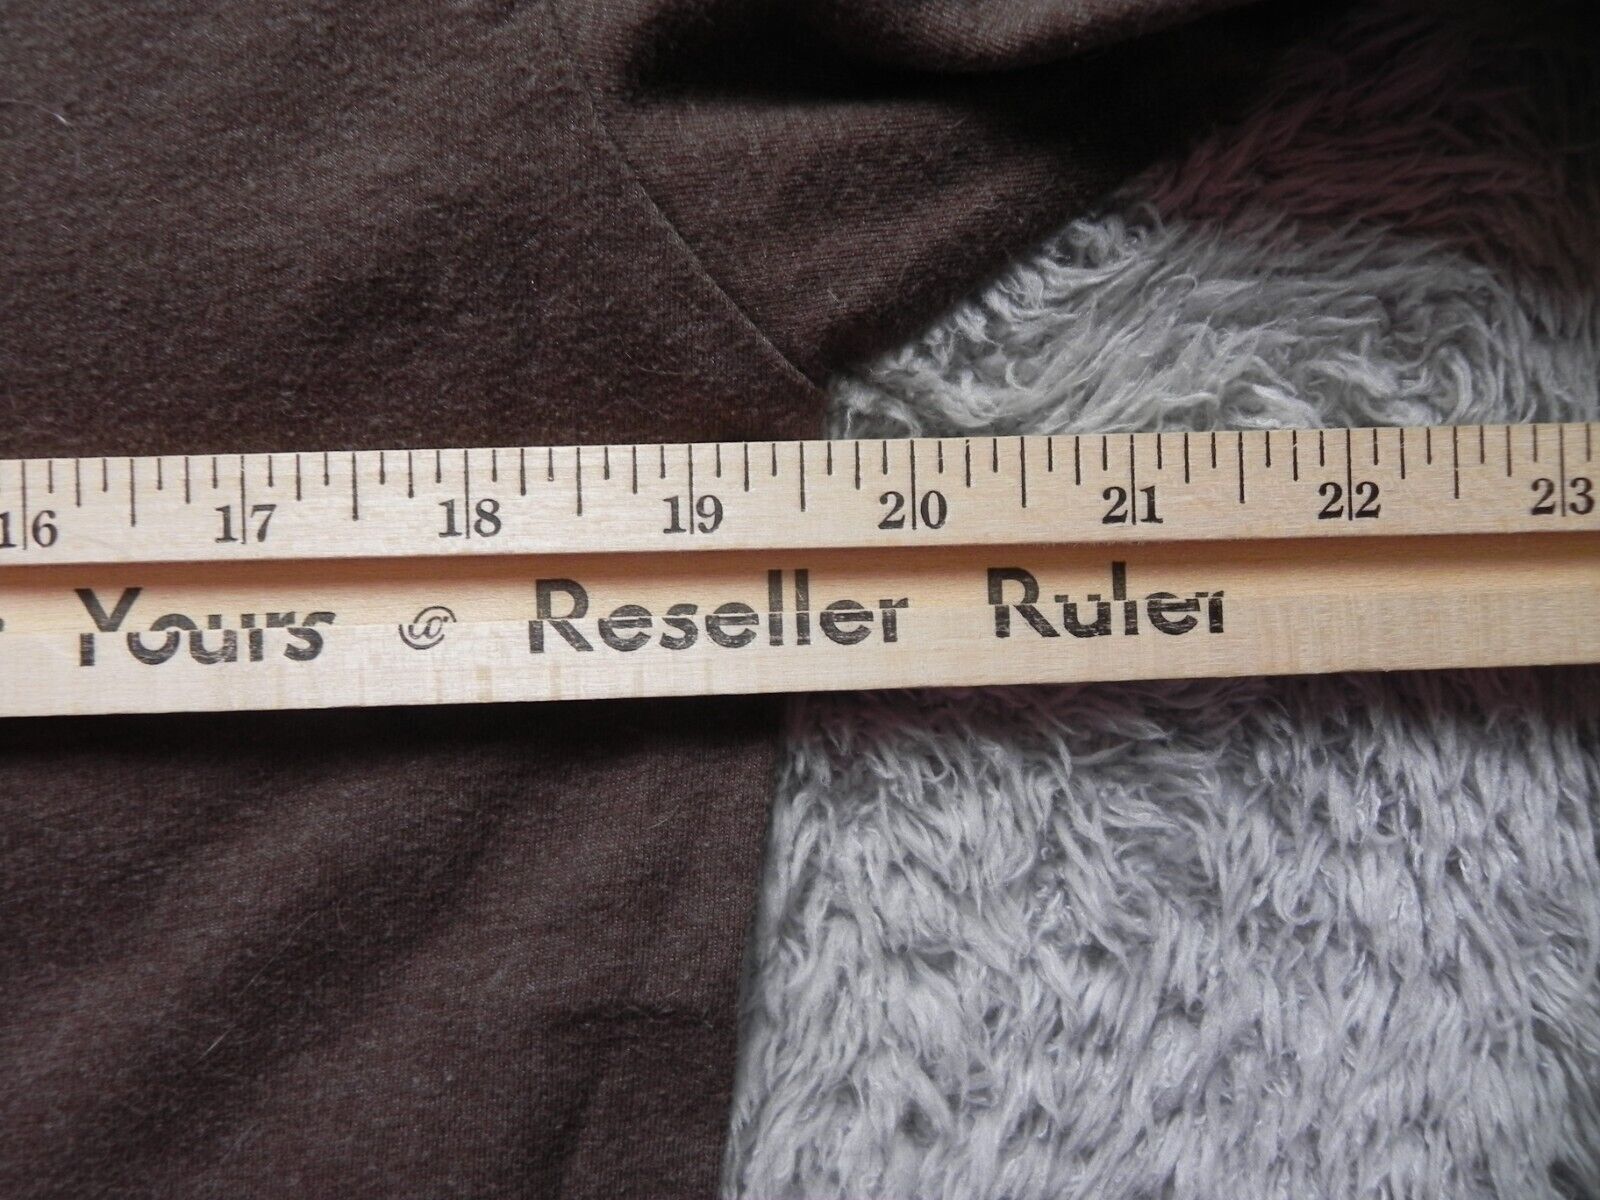 16 17 18 19 20 21 22 23
Yours @ Reseller Ruler